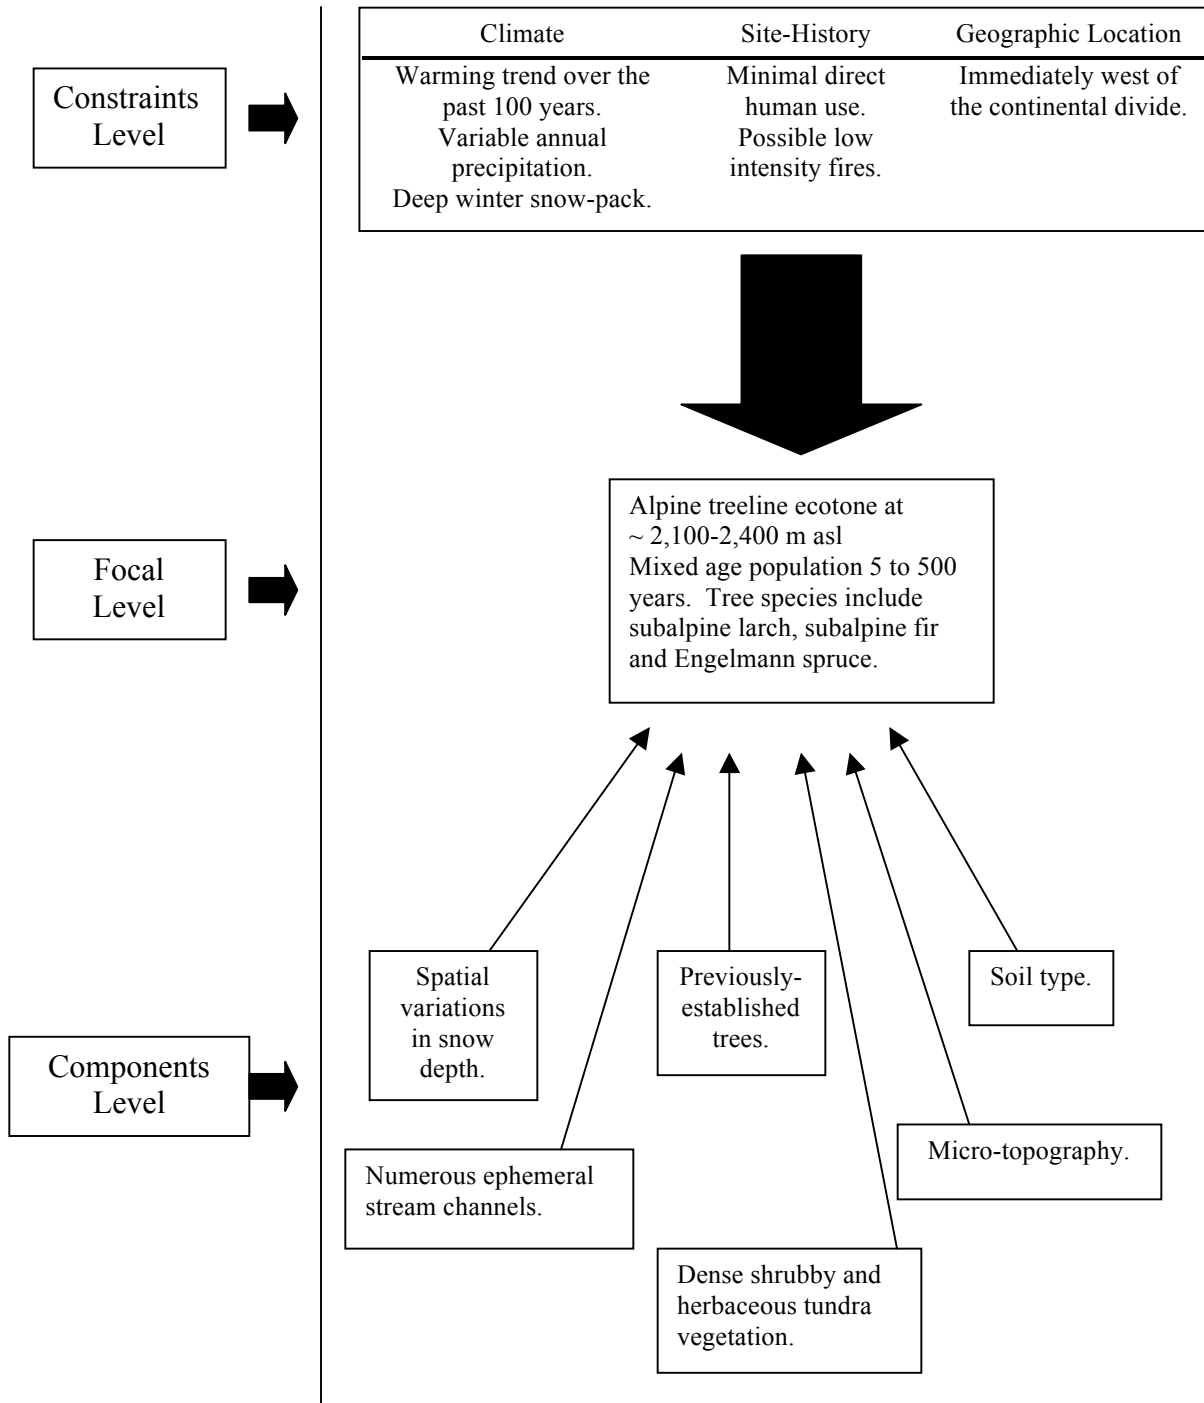 Constraints
Level
Climate
Warming trend over the
past 100 years.
Variable annual
precipitation.
Deep winter snow-pack.
Site-History
Minimal direct
human use.
Possible low
intensity fires.
Geographic Location
Immediately west of
the continental divide.
Focal
Level
Alpine treeline ecotone at
~ 2,100-2,400 m asl
Mixed age population 5 to 500
years. Tree species include
subalpine larch, subalpine fir
and Engelmann spruce.
Components
Level
Spatial
variations
in snow
depth.
Previously-
established
trees.
Soil type.
Numerous ephemeral
stream channels.
Micro-topography.
Dense shrubby and
herbaceous tundra
vegetation.